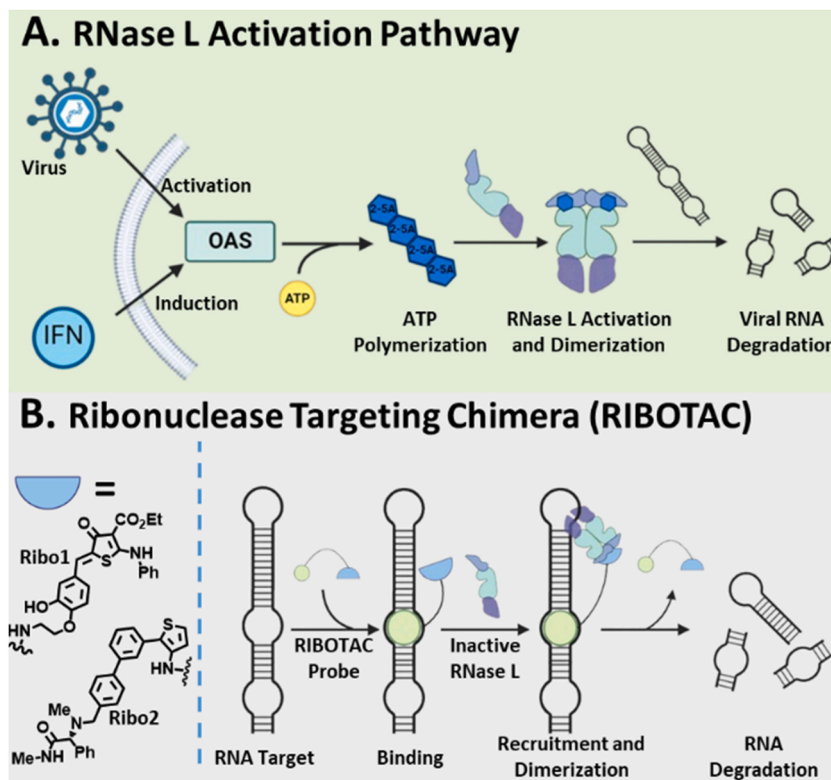 A. RNase L Activation Pathway
Virus
Activation
OAS
Induction
IFN
ATP
2-5A
2-5A
2-5A
2-5A
ATP
Polymerization
RNase L Activation
and Dimerization
Viral RNA
Degradation
B. Ribonuclease Targeting Chimera (RIBOTAC)
=
O
CO₂Et
Ribo1
S
NH
Ph
HO
O
HN
S
HN
Me
N
Ribo2
O
Me-NH
Ph
RIBOTAC
Probe
Inactive
RNase L
RNA Target
Binding
Recruitment and
Dimerization
RNA
Degradation